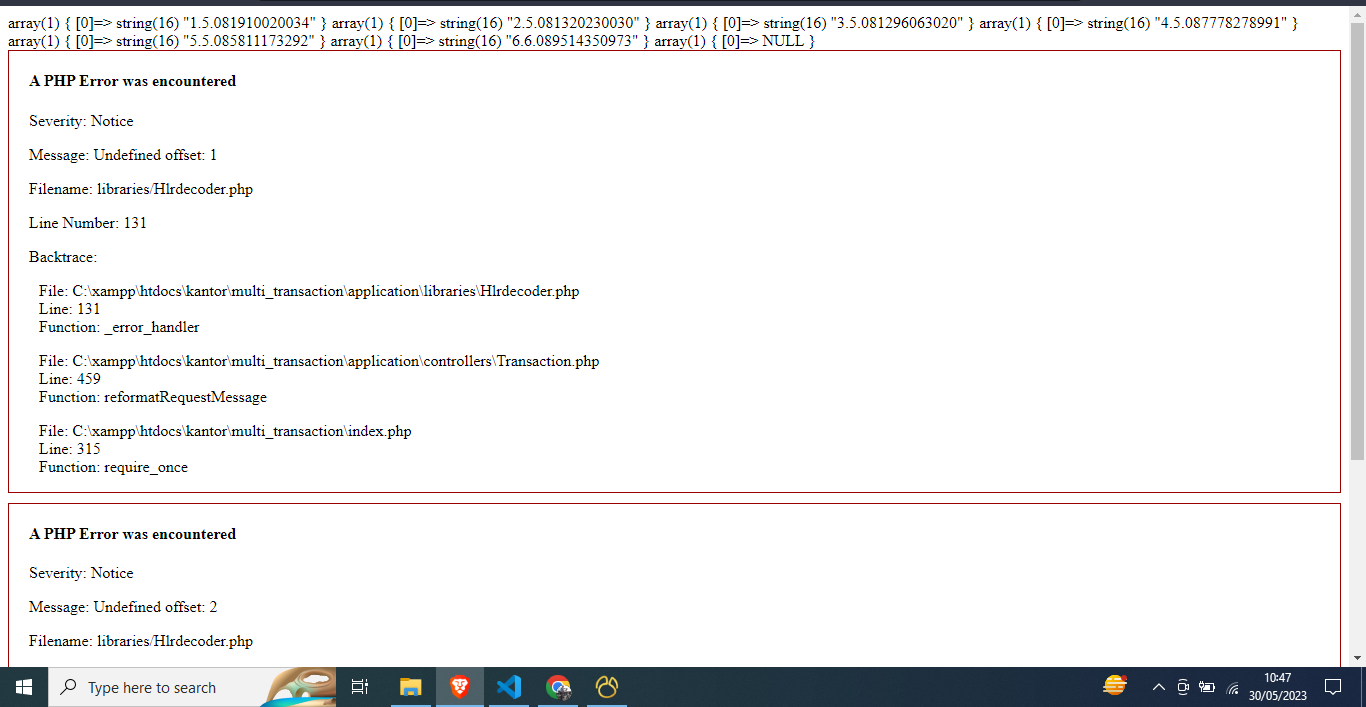 array(1) { [0]=> string(16) "1.5.081910020034" } array(1) { [0]=> string(16) "2.5.081320230030" } array(1) { [0]=> string(16) "3.5.081296063020" } array(1) { [0]=> string(16) "4.5.087778278991" }
array(1) { [0]=> string(16) "5.5.085811173292" } array(1) { [0]=> string(16) "6.6.089514350973" } array(1) { [0]=> NULL }
A PHP Error was encountered
Severity: Notice
Message: Undefined offset: 1
Filename: libraries/Hlrdecoder.php
Line Number: 131
Backtrace:
File: C:\xampp\htdocs\kantor\multi_transaction\application\libraries\Hlrdecoder.php
Line: 131
Function: _error_handler
File: C:\xampp\htdocs\kantor\multi_transaction\application\controllers\Transaction.php
Line: 459
Function: reformatRequestMessage
File: C:\xampp\htdocs\kantor\multi_transaction\index.php
Line: 315
Function: require_once
A PHP Error was encountered
Severity: Notice
Message: Undefined offset: 2
Filename: libraries/Hlrdecoder.php
Type here to search
10:47
30/05/2023